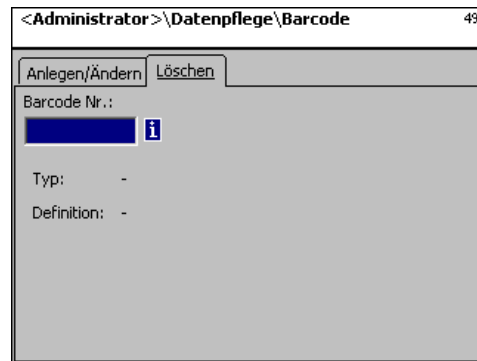 <Administrator>\Datenpflege\Barcode 49
Anlegen/Ändern Löschen
Barcode Nr.:
i
Typ: -
Definition: -